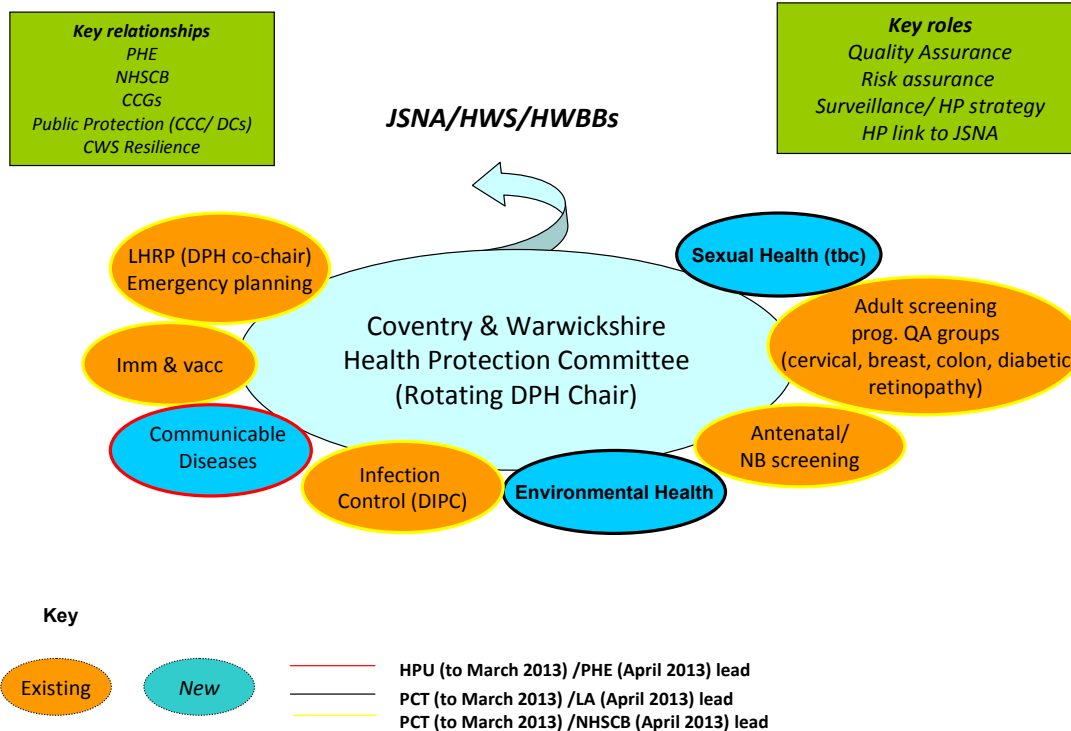 Key relationships
PHE
NHSCB
CCGs
Public Protection (CCC/ DCs)
CWS Resilience
Key roles
Quality Assurance
Risk assurance
Surveillance/ HP strategy
HP link to JSNA
JSNA/HWS/HWBBs
LHRP (DPH co-chair)
Emergency planning
Sexual Health (tbc)
Adult screening
prog. QA groups
(cervical, breast, colon, diabetic
retinopathy)
Coventry & Warwickshire
Health Protection Committee
(Rotating DPH Chair)
Imm & vacc
Communicable
Diseases
Antenatal/
NB screening
Infection
Control (DIPC)
Environmental Health
Key
Existing
New
HPU (to March 2013) /PHE (April 2013) lead
PCT (to March 2013) /LA (April 2013) lead
PCT (to March 2013) /NHSCB (April 2013) lead